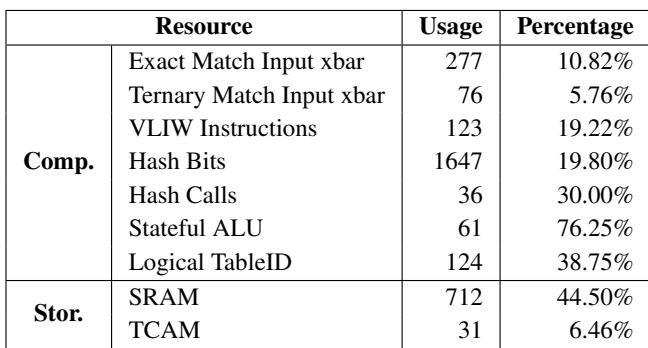 Resource Usage Percentage
Exact Match Input xbar 277 10.82%
Ternary Match Input xbar 76 5.76%
VLIW Instructions 123 19.22%
Comp. Hash Bits 1647 19.80%
Hash Calls 36 30.00%
Stateful ALU 61 76.25%
Logical TableID 124 38.75%
Stor. SRAM 712 44.50%
TCAM 31 6.46%